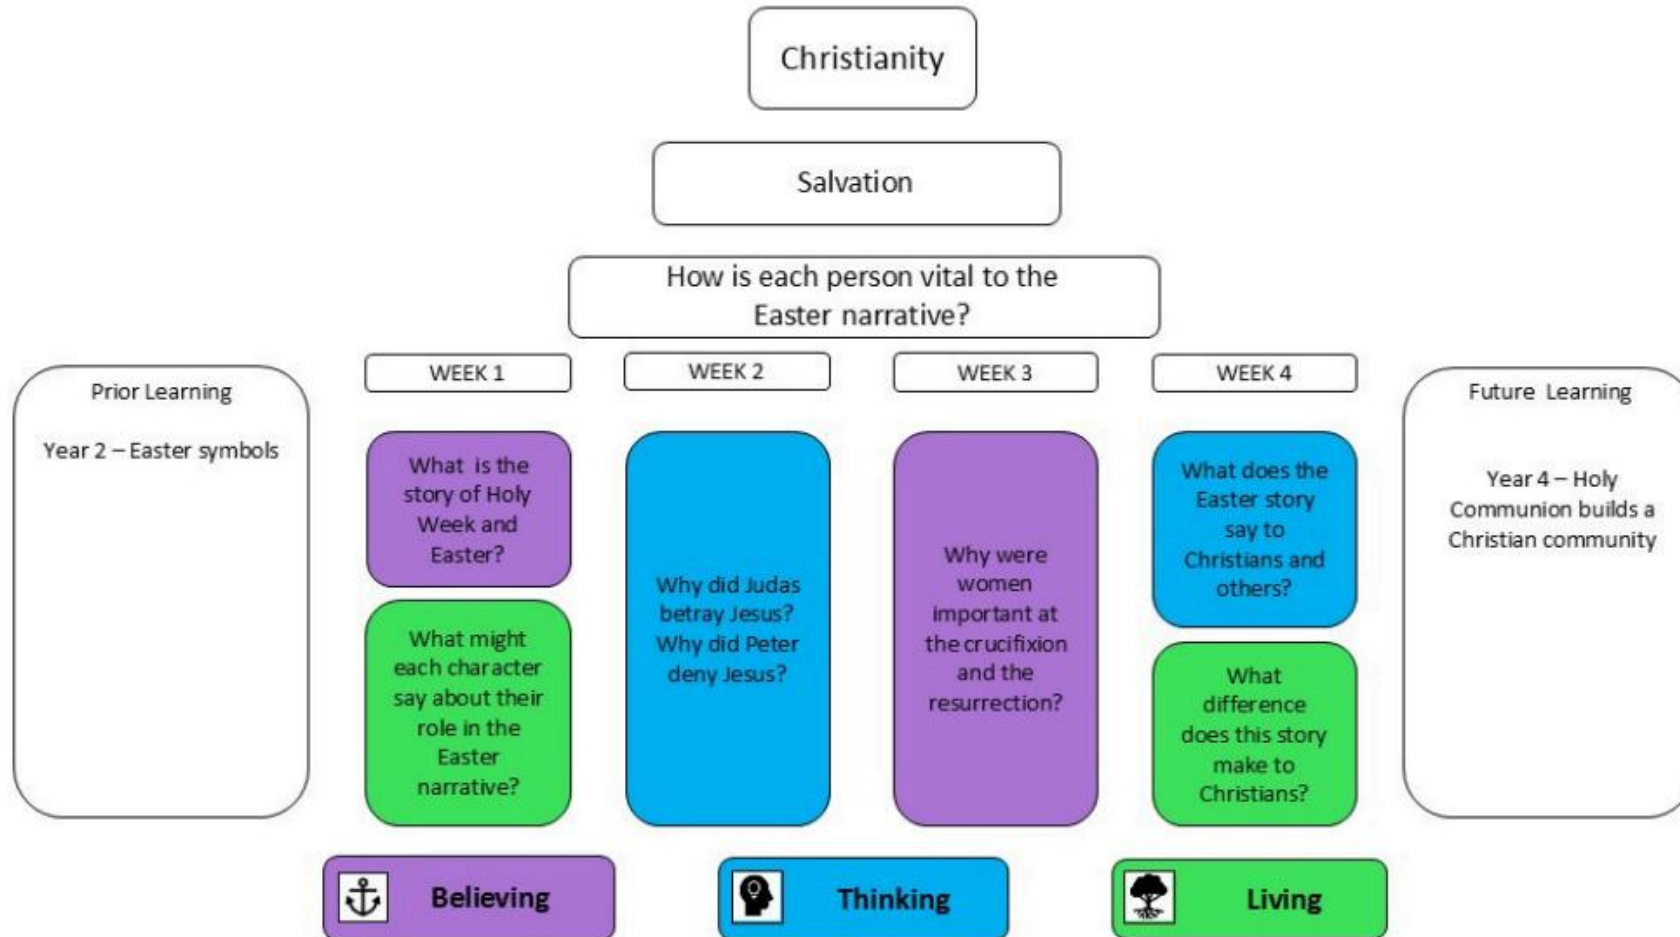 Christianity
Salvation
How is each person vital to the
Easter narrative?
Prior Learning
Year 2 – Easter symbols
WEEK 1
What is the
story of Holy
Week and
Easter?
What might
each character
say about their
role in the
Easter
narrative?
WEEK 2
Why did Judas
betray Jesus?
Why did Peter
deny Jesus?
WEEK 3
Why were
women
important at
the crucifixion
and the
resurrection?
WEEK 4
What does the
Easter story
say to
Christians and
others?
What
difference
does this story
make to
Christians?
Future Learning
Year 4 – Holy
Communion builds a
Christian community
Believing
Thinking
Living